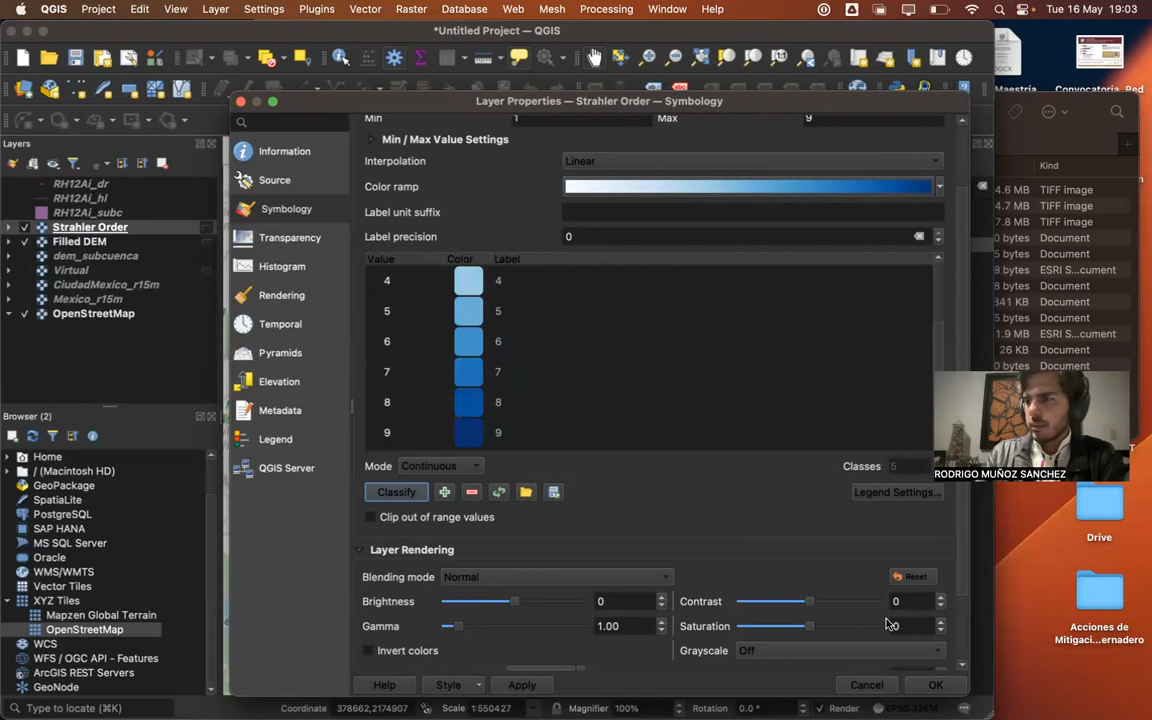 QGIS Project Edit View Layer Settings Plugins Vector Raster Database Web Mesh Processing Window Help Tue 16 May 19:03
*Untitled Project — QGIS
Layer Properties — Strahler Order — Symbology
Layers
RH12Ai_dr
RH12Ai_hl
RH12Ai_subc
Strahler Order
Filled DEM
dem_subcuenca
Virtual
CiudadMexico_r15m
Mexico_r15m
OpenStreetMap
Browser (2)
Home
/ (Macintosh HD)
GeoPackage
SpatiaLite
PostgreSQL
SAP HANA
MS SQL Server
Oracle
WMS/WMTS
Vector Tiles
XYZ Tiles
Mapzen Global Terrain
OpenStreetMap
WCS
WFS / OGC API - Features
ArcGIS REST Servers
GeoNode
Information
Source
Symbology
Transparency
Histogram
Rendering
Temporal
Pyramids
Elevation
Metadata
Legend
QGIS Server
Min 1 Max 9
Min / Max Value Settings
Interpolation Linear
Color ramp
Label unit suffix
Label precision 0
Value Color Label
4 4
5 5
6 6
7 7
8 8
9 9
Mode Continuous Classes 5
Classify Legend Settings...
Clip out of range values
Layer Rendering
Blending mode Normal Reset
Brightness 0 Contrast 0
Gamma 1.00 Saturation 0
Invert colors Grayscale Off
Help Style Apply Cancel OK
DOCX
Maestría
Convocatoria_Red
Kind
4.6 MB TIFF image
4.7 MB TIFF image
7.8 MB TIFF image
0 bytes Document
0 bytes Document
0 bytes ESRI S...cument
0 bytes Document
841 KB Document
5 bytes Document
1.9 MB ESRI S...cument
26 KB Document
RODRIGO MUÑOZ SANCHEZ
Drive
Acciones de
Mitigaci...ernadero
Type to locate (⌘K) Coordinate 378662,2174907 Scale 1:550427 Magnifier 100% Rotation 0.0° Render EPSG:32614